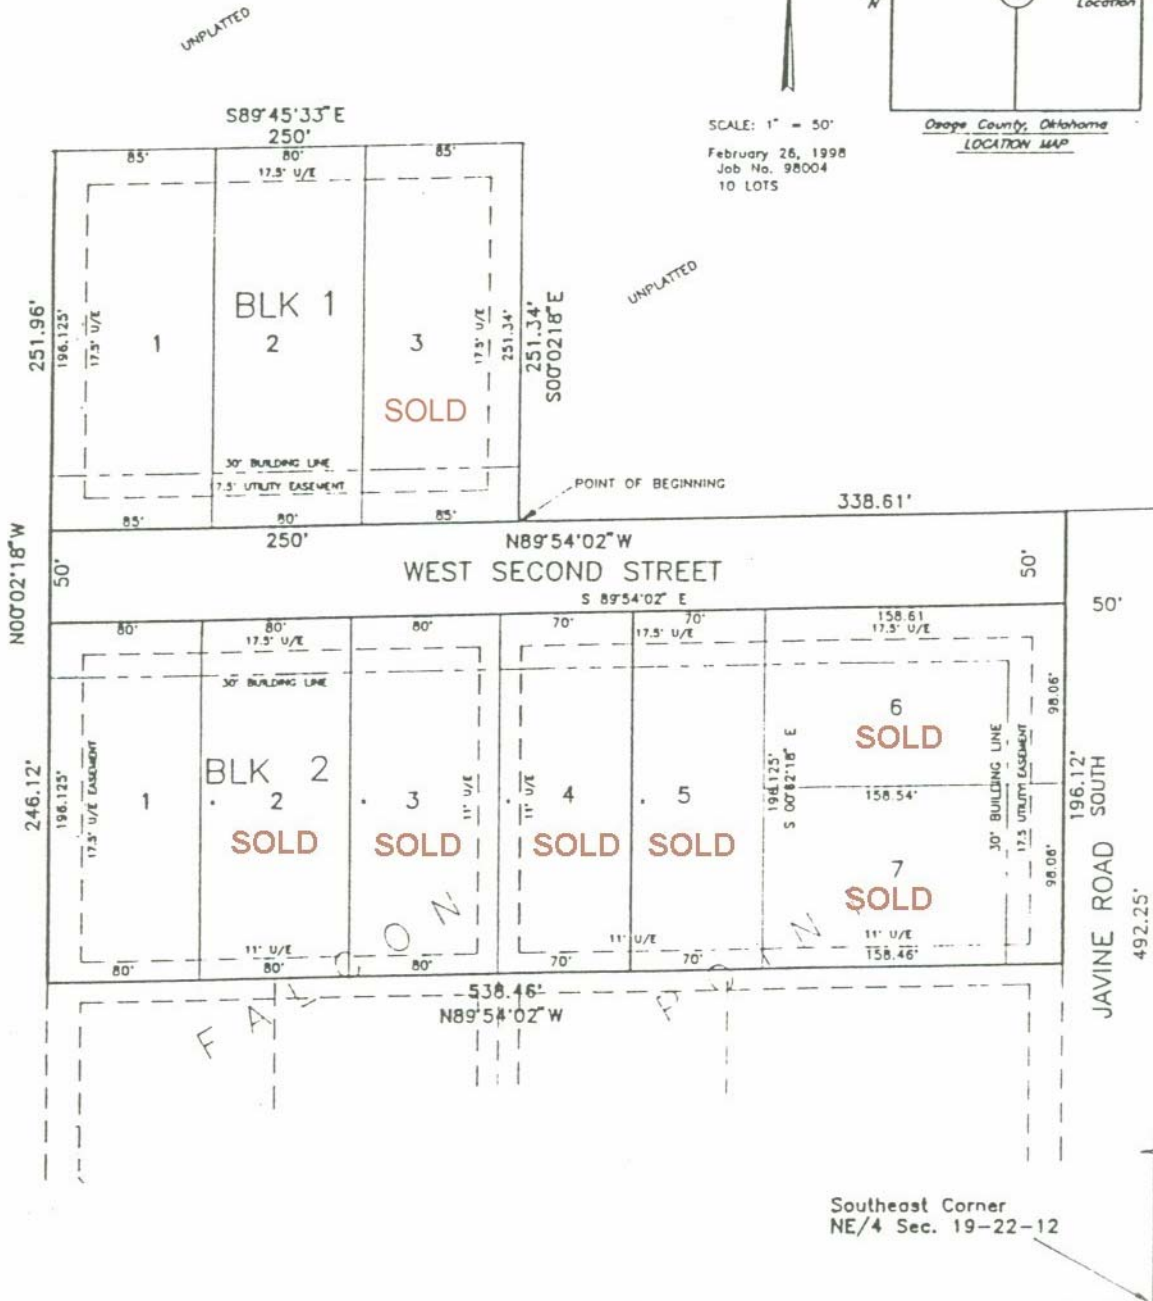 UNPLATTED
N
Location
S89°45'33"E
250'
SCALE: 1" = 50'
February 26, 1998
Job No. 98004
10 LOTS
Osage County, Oklahoma
LOCATION MAP
85'
80'
85'
17.5' U/E
UNPLATTED
251.96'
196.125'
17.5' U/E
BLK 1
1
2
3
SOLD
17.5' U/E
251.34'
251.34'
S00°02'18"E
30' BUILDING LINE
7.5' UTILITY EASEMENT
POINT OF BEGINNING
338.61'
85'
80'
85'
250'
N89°54'02"W
N00°02'18"W
50'
WEST SECOND STREET
50'
S 89°54'02" E
50'
80'
80'
80'
70'
70'
158.61
17.5' U/E
17.5' U/E
17.5' U/E
30' BUILDING LINE
246.12'
196.125'
17.5' U/E EASEMENT
BLK 2
1
2
SOLD
3
SOLD
11' U/E
11' U/E
4
SOLD
5
SOLD
196.125'
S 00°02'18" E
6
SOLD
158.54'
7
SOLD
30' BUILDING LINE
17.5 UTILITY EASEMENT
98.06'
98.06'
196.12'
JAVINE ROAD SOUTH
492.25'
11' U/E
11' U/E
11' U/E
80'
80'
80'
70'
70'
158.46'
538.46'
N89°54'02"W
FALCON
Southeast Corner
NE/4 Sec. 19-22-12